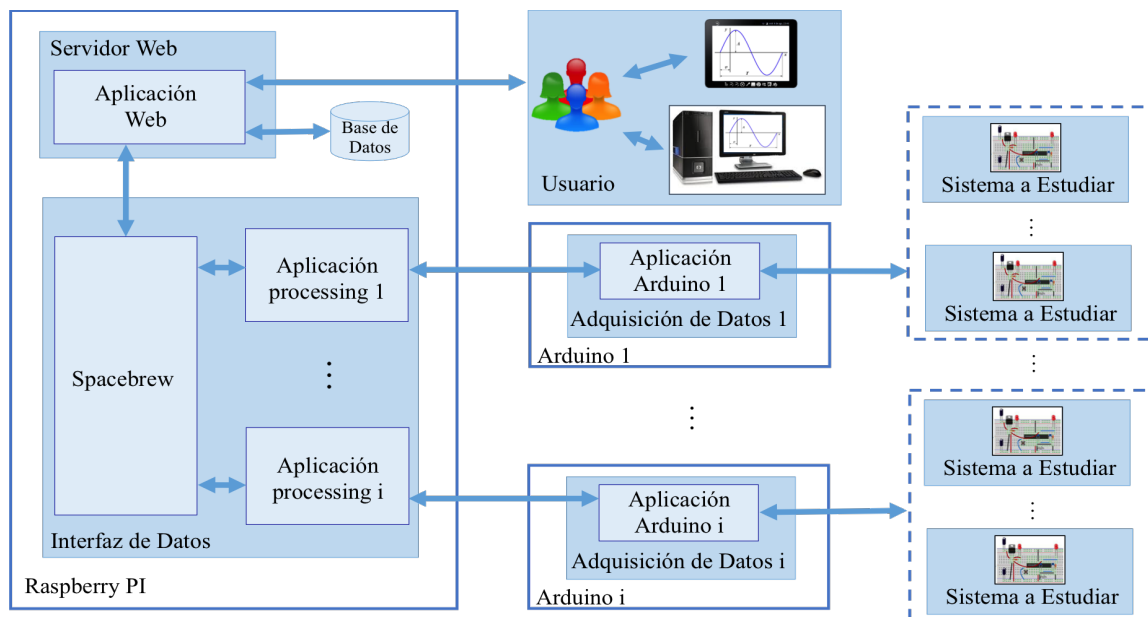 Servidor Web
Aplicación
Web
Base de
Datos
Usuario
Spacebrew
Aplicación
processing 1
Aplicación
processing i
Interfaz de Datos
Raspberry PI
Aplicación
Arduino 1
Adquisición de Datos 1
Arduino 1
Aplicación
Arduino i
Adquisición de Datos i
Arduino i
Sistema a Estudiar
Sistema a Estudiar
Sistema a Estudiar
Sistema a Estudiar